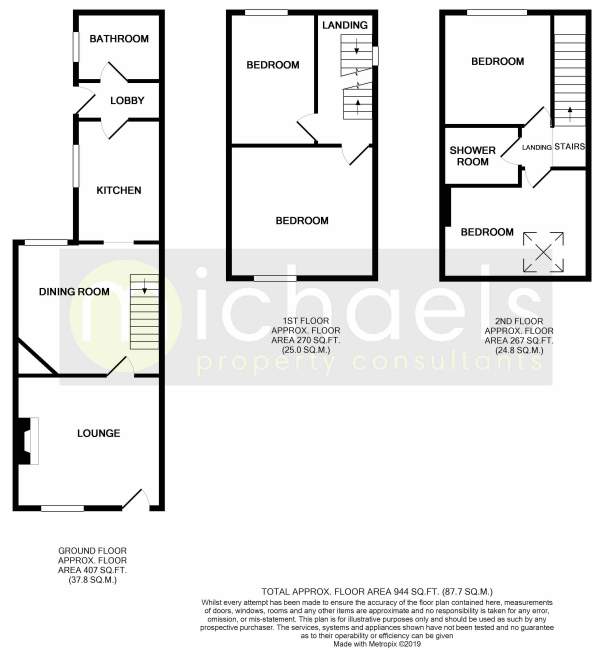 BATHROOM
LOBBY
KITCHEN
DINING ROOM
LOUNGE
GROUND FLOOR
APPROX. FLOOR
AREA 407 SQ.FT.
(37.8 SQ.M.)
LANDING
BEDROOM
BEDROOM
1ST FLOOR
APPROX. FLOOR
AREA 270 SQ.FT.
(25.0 SQ.M.)
BEDROOM
SHOWER
ROOM
LANDING
STAIRS
BEDROOM
2ND FLOOR
APPROX. FLOOR
AREA 267 SQ.FT.
(24.8 SQ.M.)
michaels
property consultants
TOTAL APPROX. FLOOR AREA 944 SQ.FT. (87.7 SQ.M.)
Whilst every attempt has been made to ensure the accuracy of the floor plan contained here, measurements
of doors, windows, rooms and any other items are approximate and no responsibility is taken for any error,
omission, or mis-statement. This plan is for illustrative purposes only and should be used as such by any
prospective purchaser. The services, systems and appliances shown have not been tested and no guarantee
as to their operability or efficiency can be given
Made with Metropix ©2019